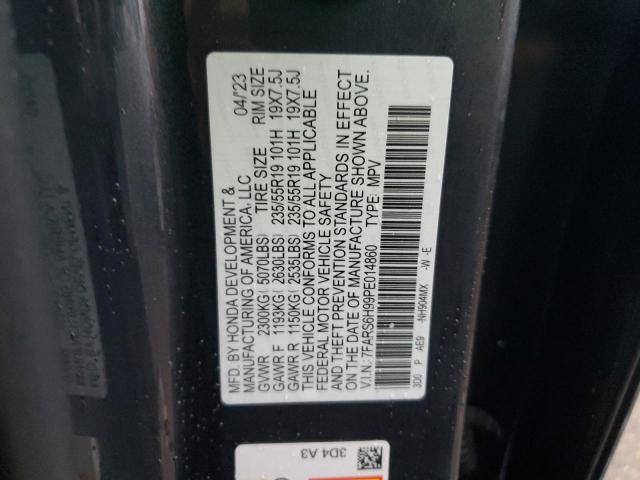 MFD. BY HONDA DEVELOPMENT & 04/'23
MANUFACTURING OF AMERICA, LLC
TIRE SIZE RIM SIZE
GVWR 2300KG (5070LBS)
GAWR F 1193KG (2630LBS) 235/55R19 101H 19X7.5J
GAWR R 1150KG (2535LBS) 235/55R19 101H 19X7.5J
THIS VEHICLE CONFORMS TO ALL APPLICABLE
FEDERAL MOTOR VEHICLE SAFETY
AND THEFT PREVENTION STANDARDS IN EFFECT
ON THE DATE OF MANUFACTURE SHOWN ABOVE.
V.I.N.: 7FARS6H99PE014860 TYPE: MPV
3D0 P AE9 -NH904MX -W -E
3D4 A3